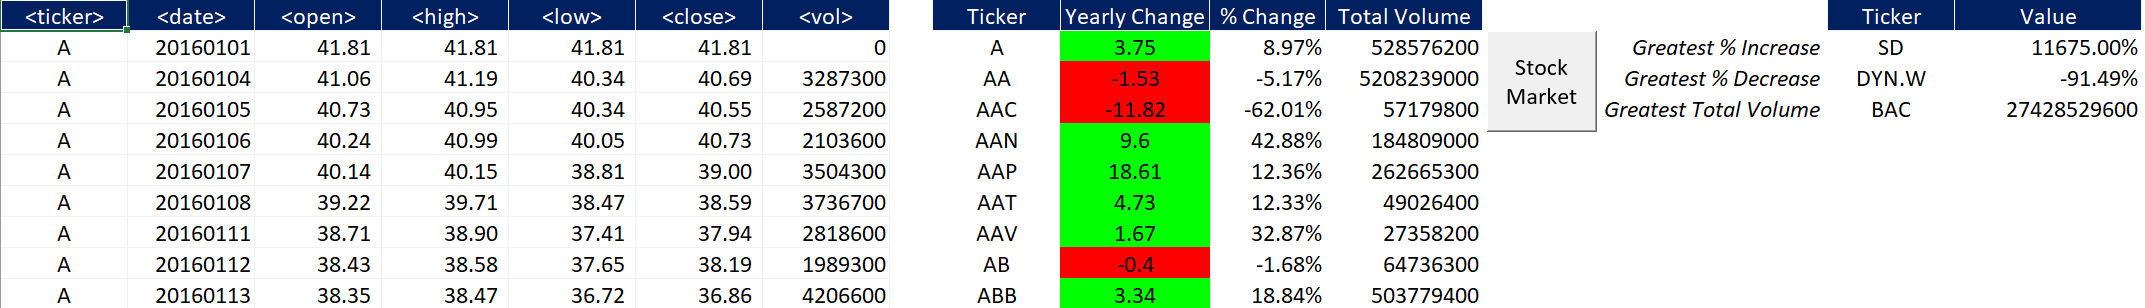 <ticker> <date> <open> <high> <low> <close> <vol> Ticker Yearly Change % Change Total Volume Ticker Value
A 20160101 41.81 41.81 41.81 41.81 0 A 3.75 8.97% 528576200 Greatest % Increase SD 11675.00%
A 20160104 41.06 41.19 40.34 40.69 3287300 AA -1.53 -5.17% 5208239000 Stock Greatest % Decrease DYN.W -91.49%
A 20160105 40.73 40.95 40.34 40.55 2587200 AAC -11.82 -62.01% 57179800 Market Greatest Total Volume BAC 27428529600
A 20160106 40.24 40.99 40.05 40.73 2103600 AAN 9.6 42.88% 184809000
A 20160107 40.14 40.15 38.81 39.00 3504300 AAP 18.61 12.36% 262665300
A 20160108 39.22 39.71 38.47 38.59 3736700 AAT 4.73 12.33% 49026400
A 20160111 38.71 38.90 37.41 37.94 2818600 AAV 1.67 32.87% 27358200
A 20160112 38.43 38.58 37.65 38.19 1989300 AB -0.4 -1.68% 64736300
A 20160113 38.35 38.47 36.72 36.86 4206600 ABB 3.34 18.84% 503779400